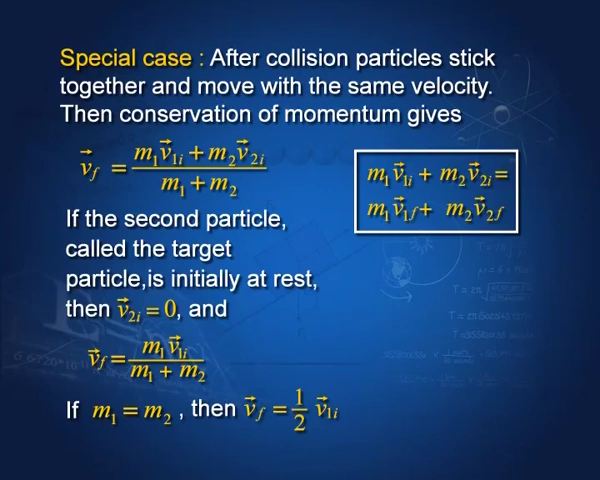 Special case : After collision particles stick
together and move with the same velocity.
Then conservation of momentum gives
v⃗f = (m₁v⃗₁ᵢ + m₂v⃗₂ᵢ) / (m₁ + m₂)
m₁v⃗₁ᵢ + m₂v⃗₂ᵢ =
m₁v⃗₁f + m₂v⃗₂f
If the second particle,
called the target
particle,is initially at rest,
then v⃗₂ᵢ = 0, and
v⃗f = m₁v⃗₁ᵢ / (m₁ + m₂)
If m₁ = m₂ , then v⃗f = 1/2 v⃗₁ᵢ